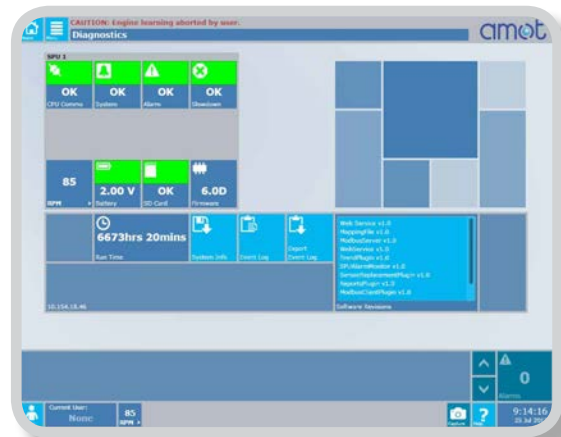 CAUTION: Engine learning aborted by user.
Home
Menu
Diagnostics
amot
SPU 1
OK
OK
OK
OK
CPU Comms
System
Alarm
Slowdown
85
2.00 V
OK
6.0D
RPM
Battery
SD Card
Firmware
6673hrs 20mins
Run Time
System Info
Event Log
Export
Event Log
Web Service v1.0
MappingFile v1.0
ModbusServer v1.0
WebService v1.0
TrendPlugin v1.0
SPUAlarmMonitor v1.0
SensorReplacementPlugin v1.0
ReportsPlugin v1.0
ModbusClientPlugin v1.0
10.154.18.46
Software Revisions
0
Alarms
Current User:
None
85
RPM
Capture
?
Help
9:14:16